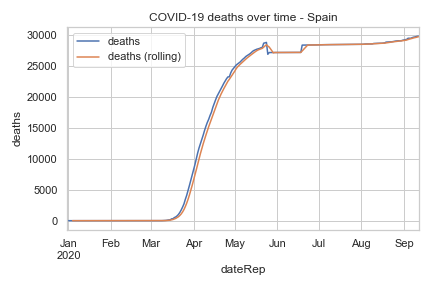 COVID-19 deaths over time - Spain
deaths
deaths (rolling)
30000
25000
20000
15000
10000
5000
0
deaths
Jan Feb Mar Apr May Jun Jul Aug Sep
2020
dateRep